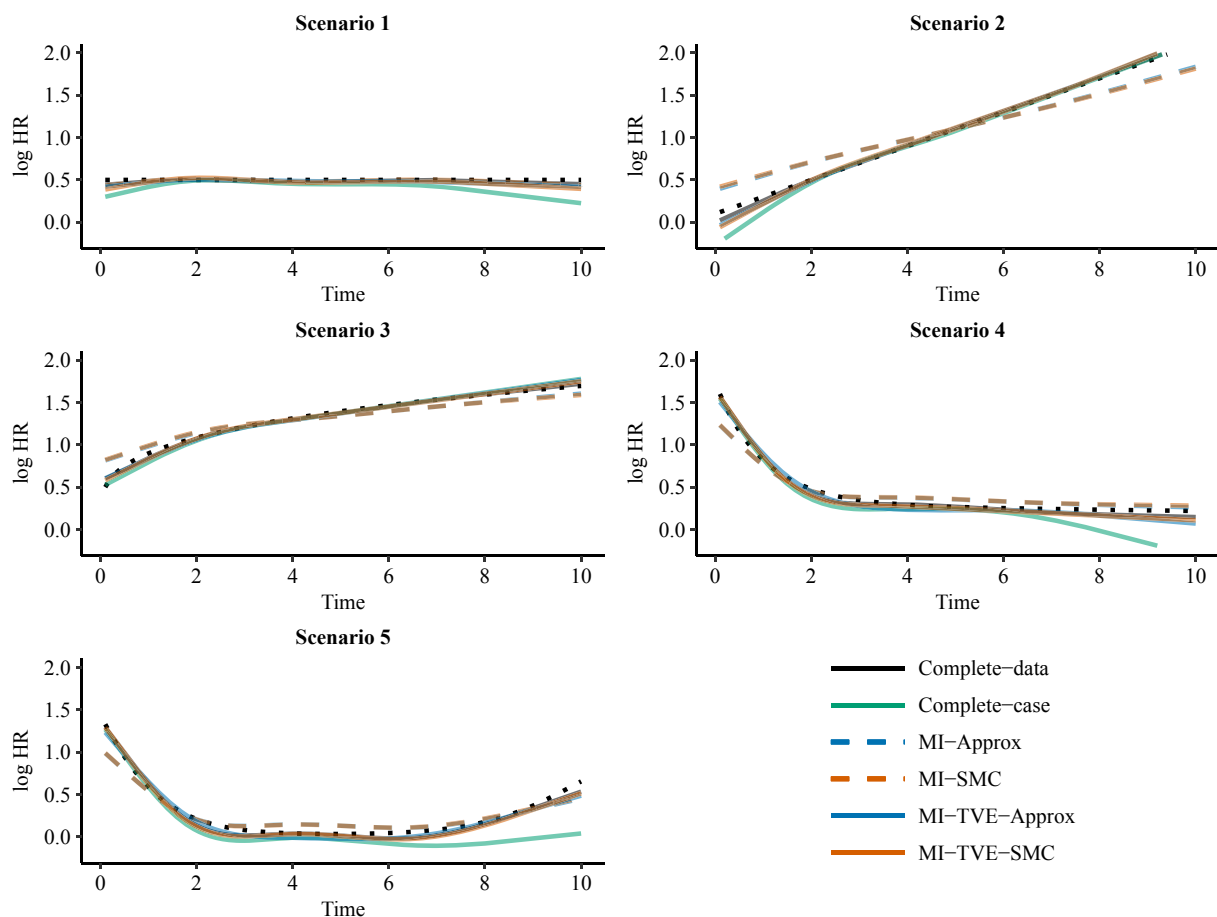 Scenario 1
2.0
1.5
1.0
0.5
0.0
log HR
0 2 4 6 8 10
Time
Scenario 2
2.0
1.5
1.0
0.5
0.0
log HR
0 2 4 6 8 10
Time
Scenario 3
2.0
1.5
1.0
0.5
0.0
log HR
0 2 4 6 8 10
Time
Scenario 4
2.0
1.5
1.0
0.5
0.0
log HR
0 2 4 6 8 10
Time
Scenario 5
2.0
1.5
1.0
0.5
0.0
log HR
0 2 4 6 8 10
Time
Complete−data
Complete−case
MI−Approx
MI−SMC
MI−TVE−Approx
MI−TVE−SMC